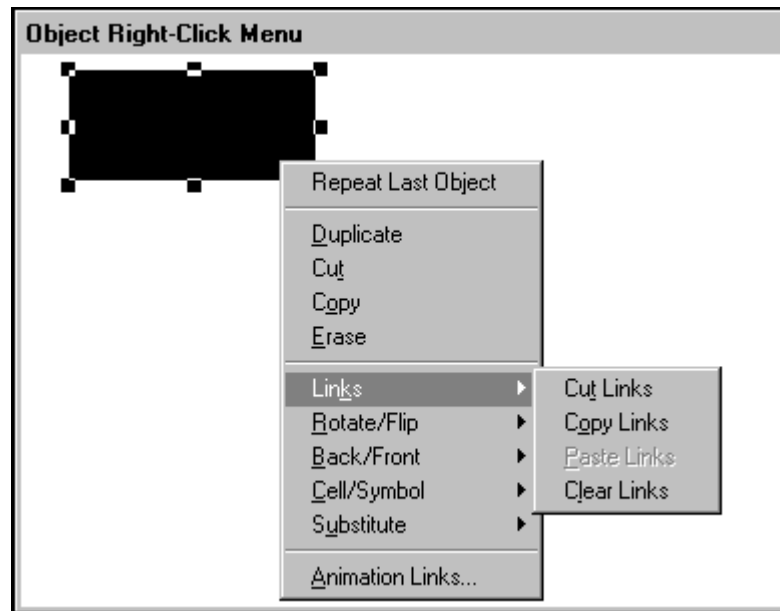 Object Right-Click Menu
Repeat Last Object
Duplicate
Cut
Copy
Erase
Links
Rotate/Flip
Back/Front
Cell/Symbol
Substitute
Animation Links...
Cut Links
Copy Links
Paste Links
Clear Links